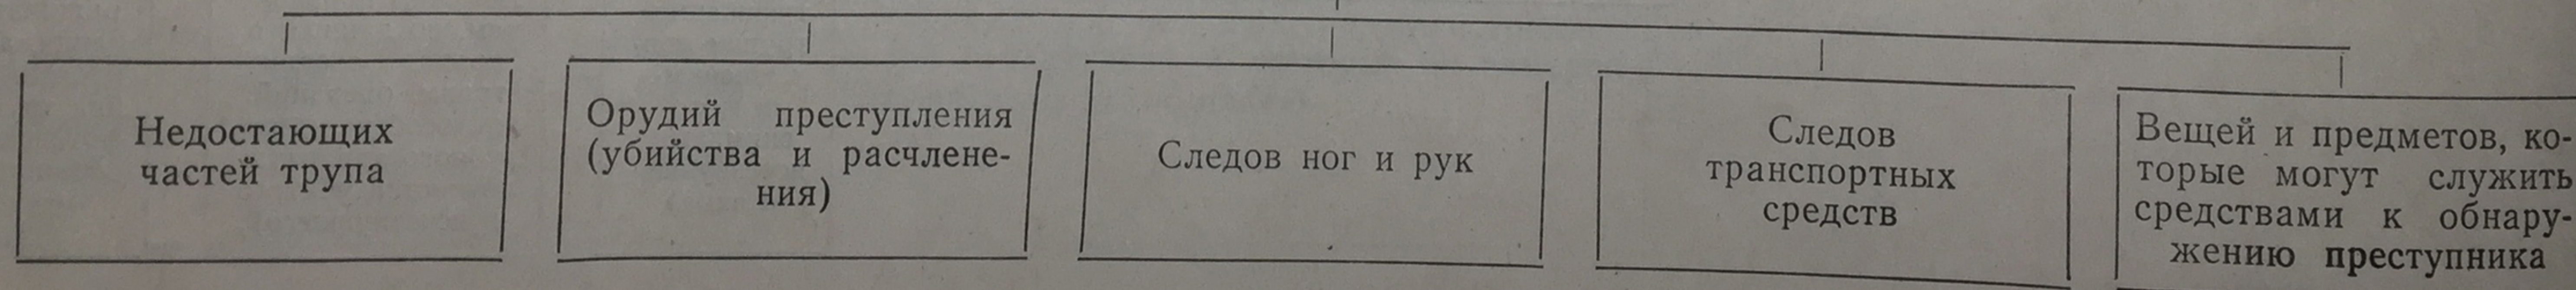 Недостающих
частей трупа
Орудий преступления
(убийства и расчлене-
ния)
Следов ног и рук
Следов
транспортных
средств
Вещей и предметов, ко-
торые могут служить
средствами к обнару-
жению преступника